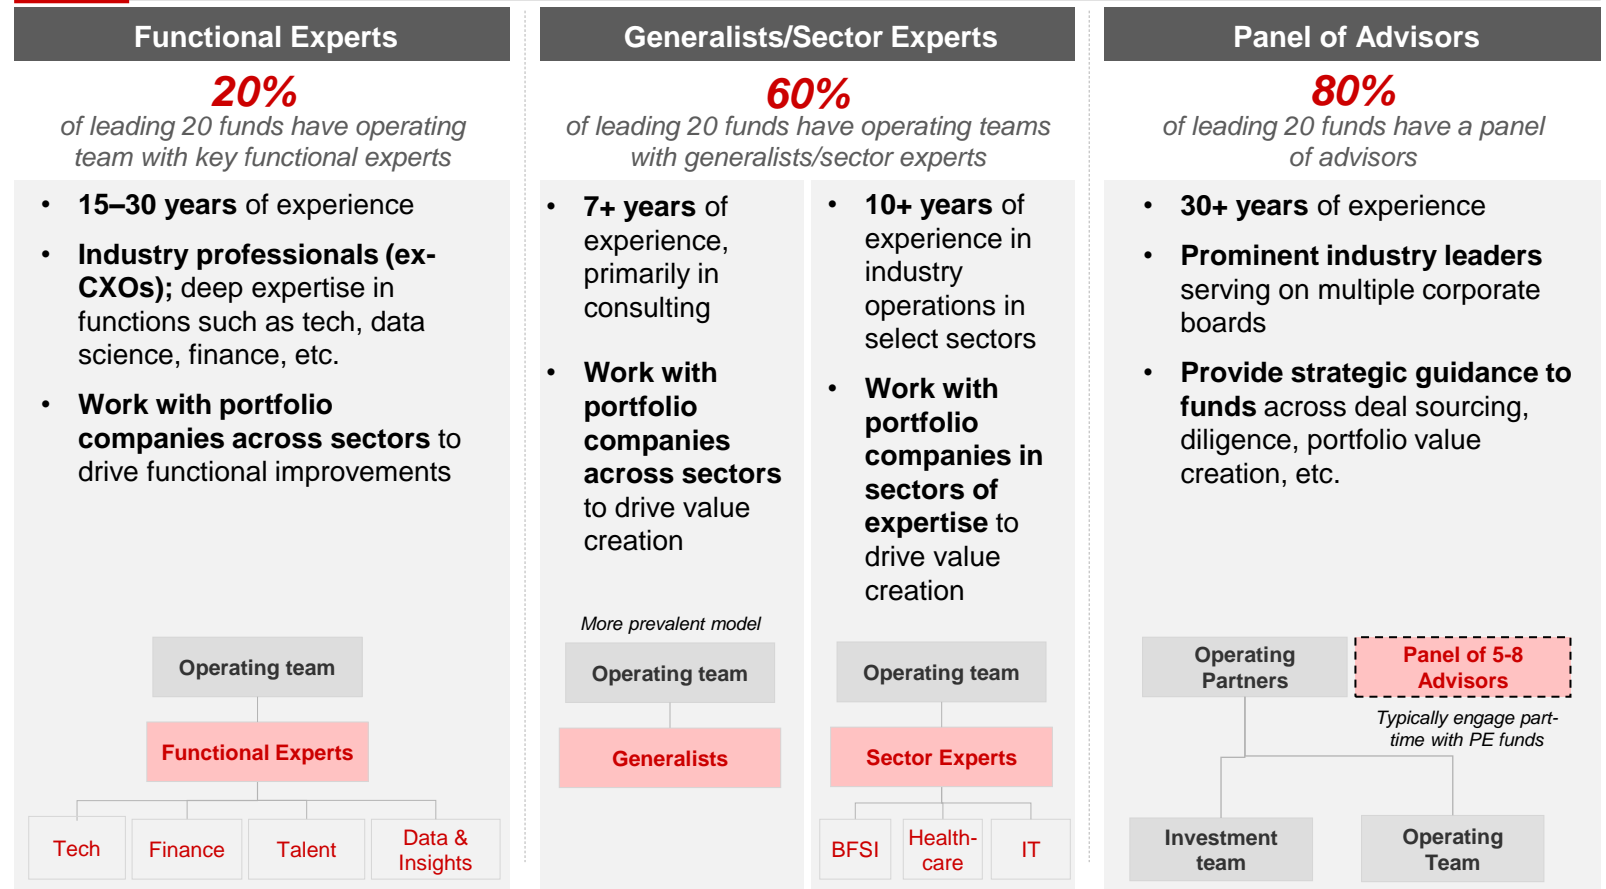 Functional Experts
20%
of leading 20 funds have operating
team with key functional experts
• 15–30 years of experience
• Industry professionals (ex-
CXOs); deep expertise in
functions such as tech, data
science, finance, etc.
• Work with portfolio
companies across sectors to
drive functional improvements
Operating team
Functional Experts
Tech
Finance
Talent
Data &
Insights
Generalists/Sector Experts
60%
of leading 20 funds have operating teams
with generalists/sector experts
• 7+ years of
experience,
primarily in
consulting
• Work with
portfolio
companies
across sectors
to drive value
creation
More prevalent model
Operating team
Generalists
• 10+ years of
experience in
industry
operations in
select sectors
• Work with
portfolio
companies in
sectors of
expertise to
drive value
creation
Operating team
Sector Experts
BFSI
Health-
care
IT
Panel of Advisors
80%
of leading 20 funds have a panel
of advisors
• 30+ years of experience
• Prominent industry leaders
serving on multiple corporate
boards
• Provide strategic guidance to
funds across deal sourcing,
diligence, portfolio value
creation, etc.
Operating
Partners
Panel of 5-8
Advisors
Typically engage part-
time with PE funds
Investment
team
Operating
Team